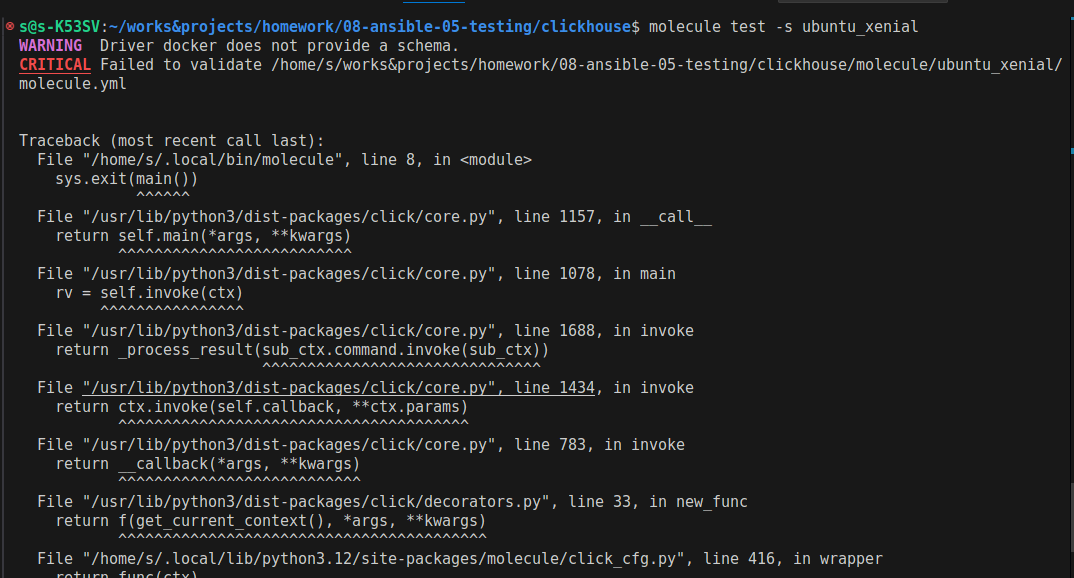 s@s-K53SV:~/works&projects/homework/08-ansible-05-testing/clickhouse$ molecule test -s ubuntu_xenial
WARNING  Driver docker does not provide a schema.
CRITICAL Failed to validate /home/s/works&projects/homework/08-ansible-05-testing/clickhouse/molecule/ubuntu_xenial/
molecule.yml
Traceback (most recent call last):
  File "/home/s/.local/bin/molecule", line 8, in <module>
    sys.exit(main())
             ^^^^^^
  File "/usr/lib/python3/dist-packages/click/core.py", line 1157, in __call__
    return self.main(*args, **kwargs)
           ^^^^^^^^^^^^^^^^^^^^^^^^^^
  File "/usr/lib/python3/dist-packages/click/core.py", line 1078, in main
    rv = self.invoke(ctx)
         ^^^^^^^^^^^^^^^^
  File "/usr/lib/python3/dist-packages/click/core.py", line 1688, in invoke
    return _process_result(sub_ctx.command.invoke(sub_ctx))
                           ^^^^^^^^^^^^^^^^^^^^^^^^^^^^^^^
  File "/usr/lib/python3/dist-packages/click/core.py", line 1434, in invoke
    return ctx.invoke(self.callback, **ctx.params)
           ^^^^^^^^^^^^^^^^^^^^^^^^^^^^^^^^^^^^^^^
  File "/usr/lib/python3/dist-packages/click/core.py", line 783, in invoke
    return __callback(*args, **kwargs)
           ^^^^^^^^^^^^^^^^^^^^^^^^^^^
  File "/usr/lib/python3/dist-packages/click/decorators.py", line 33, in new_func
    return f(get_current_context(), *args, **kwargs)
           ^^^^^^^^^^^^^^^^^^^^^^^^^^^^^^^^^^^^^^^^^
  File "/home/s/.local/lib/python3.12/site-packages/molecule/click_cfg.py", line 416, in wrapper
    return func(ctx)